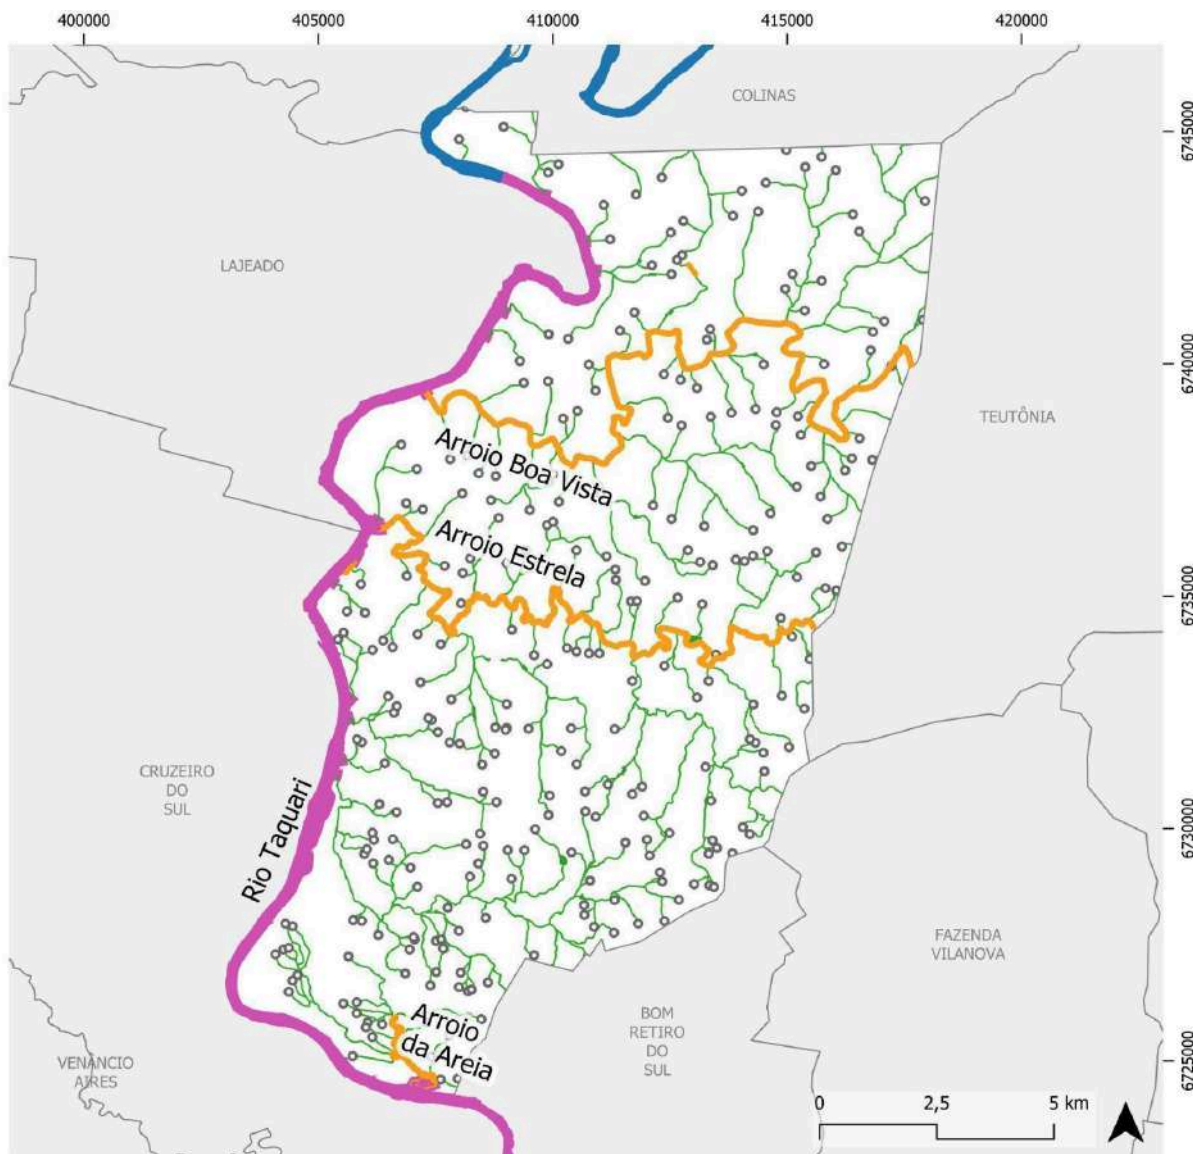 400000 405000 410000 415000 420000
COLINAS
6745000
LAJEADO
6740000
TEUTÔNIA
Arroio Boa Vista
Arroio Estrela
6735000
CRUZEIRO
DO
SUL
Rio Taquari
6730000
FAZENDA
VILANOVA
BOM
RETIRO
DO
SUL
Arroio
da Areia
VENÂNCIO
AIRES
6725000
0 2,5 5 km